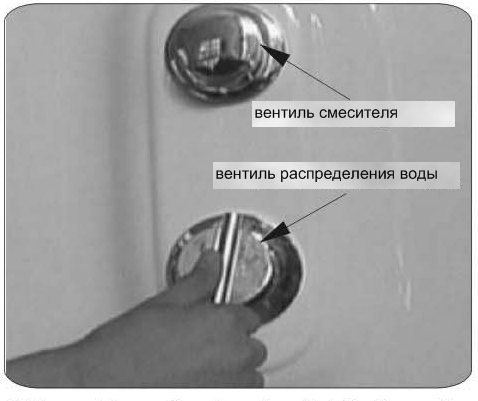 вентиль смесителя
вентиль распределения воды